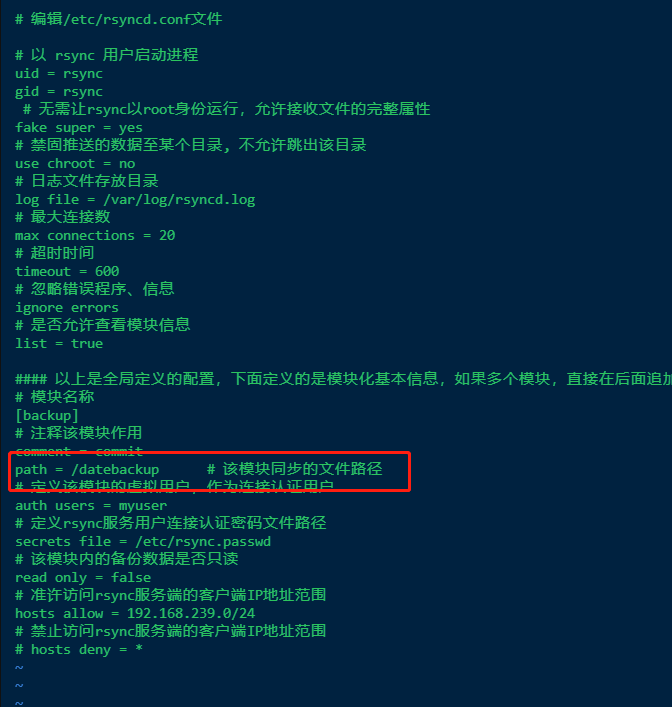 # 编辑/etc/rsyncd.conf文件
# 以 rsync 用户启动进程
uid = rsync
gid = rsync
# 无需让rsync以root身份运行，允许接收文件的完整属性
fake super = yes
# 禁固推送的数据至某个目录, 不允许跳出该目录
use chroot = no
# 日志文件存放目录
log file = /var/log/rsyncd.log
# 最大连接数
max connections = 20
# 超时时间
timeout = 600
# 忽略错误程序、信息
ignore errors
# 是否允许查看模块信息
list = true
#### 以上是全局定义的配置，下面定义的是模块化基本信息，如果多个模块，直接在后面追加
# 模块名称
[backup]
# 注释该模块作用
comment = commit
path = /datebackup      # 该模块同步的文件路径
# 定义该模块的虚拟用户，作为连接认证用户
auth users = myuser
# 定义rsync服务用户连接认证密码文件路径
secrets file = /etc/rsync.passwd
# 该模块内的备份数据是否只读
read only = false
# 准许访问rsync服务端的客户端IP地址范围
hosts allow = 192.168.239.0/24
# 禁止访问rsync服务端的客户端IP地址范围
# hosts deny = *
~
~
~